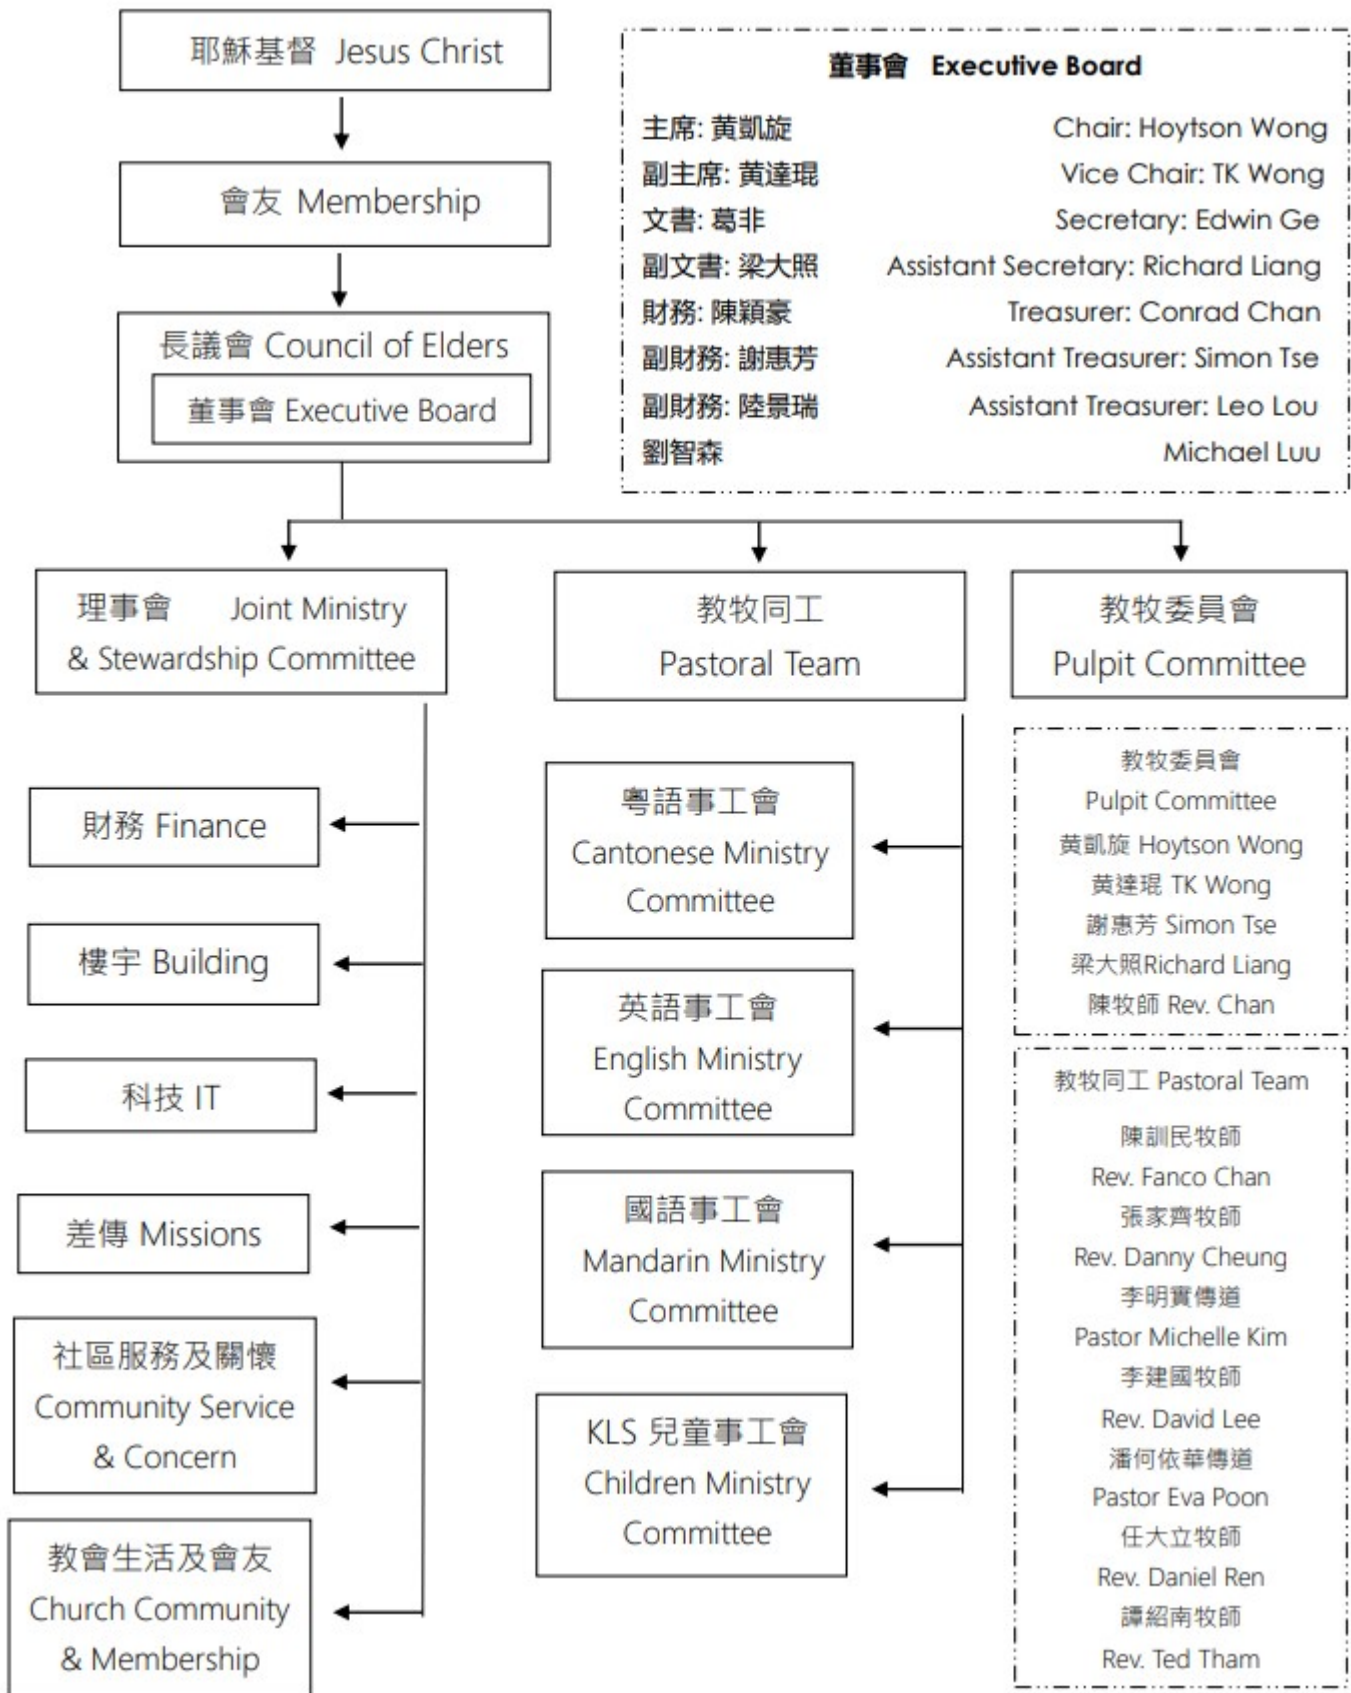 耶穌基督 Jesus Christ
會友 Membership
長議會 Council of Elders
董事會 Executive Board
董事會 Executive Board
主席: 黃凱旋 Chair: Hoytson Wong
副主席: 黃達琨 Vice Chair: TK Wong
文書: 葛非 Secretary: Edwin Ge
副文書: 梁大照 Assistant Secretary: Richard Liang
財務: 陳穎豪 Treasurer: Conrad Chan
副財務: 謝惠芳 Assistant Treasurer: Simon Tse
副財務: 陸景瑞 Assistant Treasurer: Leo Lou
劉智森 Michael Luu
理事會 Joint Ministry
& Stewardship Committee
財務 Finance
樓宇 Building
科技 IT
差傳 Missions
社區服務及關懷
Community Service
& Concern
教會生活及會友
Church Community
& Membership
教牧同工
Pastoral Team
粵語事工會
Cantonese Ministry
Committee
英語事工會
English Ministry
Committee
國語事工會
Mandarin Ministry
Committee
KLS 兒童事工會
Children Ministry
Committee
教牧委員會
Pulpit Committee
教牧委員會
Pulpit Committee
黃凱旋 Hoytson Wong
黃達琨 TK Wong
謝惠芳 Simon Tse
梁大照Richard Liang
陳牧師 Rev. Chan
教牧同工 Pastoral Team
陳訓民牧師
Rev. Fanco Chan
張家齊牧師
Rev. Danny Cheung
李明實傳道
Pastor Michelle Kim
李建國牧師
Rev. David Lee
潘何依華傳道
Pastor Eva Poon
任大立牧師
Rev. Daniel Ren
譚紹南牧師
Rev. Ted Tham